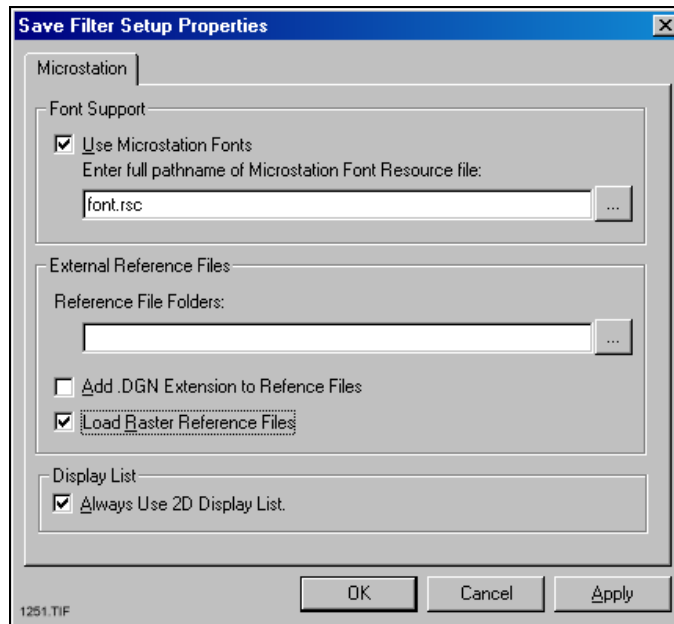 Save Filter Setup Properties
Microstation
Font Support
Use Microstation Fonts
Enter full pathname of Microstation Font Resource file:
font.rsc
...
External Reference Files
Reference File Folders:
...
Add .DGN Extension to Refence Files
Load Raster Reference Files
Display List
Always Use 2D Display List.
OK Cancel Apply
1251.TIF